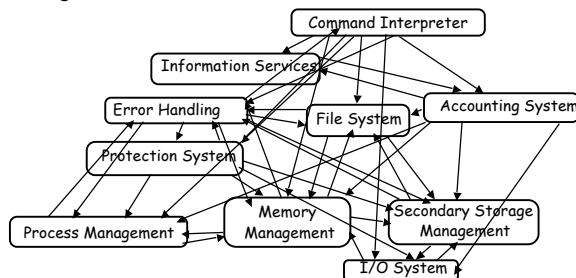 Command Interpreter
Information Services
Error Handling
File System
Accounting System
Protection System
Memory
Management
Secondary Storage
Management
Process Management
I/O System